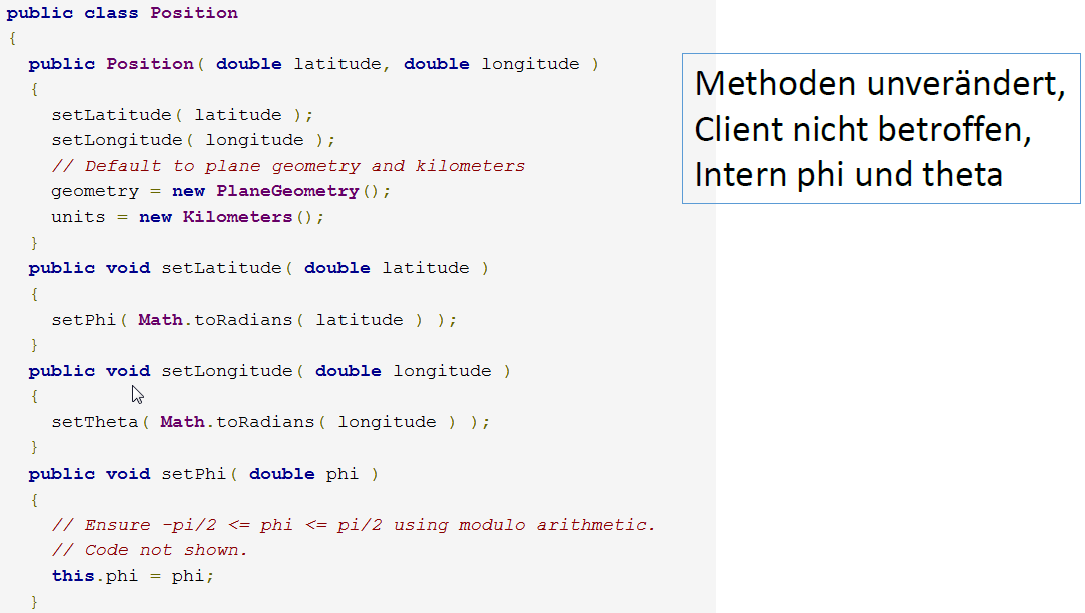 public class Position
{
  public Position( double latitude, double longitude )
  {
    setLatitude( latitude );
    setLongitude( longitude );
    // Default to plane geometry and kilometers
    geometry = new PlaneGeometry();
    units = new Kilometers();
  }
  public void setLatitude( double latitude )
  {
    setPhi( Math.toRadians( latitude ) );
  }
  public void setLongitude( double longitude )
  {
    setTheta( Math.toRadians( longitude ) );
  }
  public void setPhi( double phi )
  {
    // Ensure -pi/2 <= phi <= pi/2 using modulo arithmetic.
    // Code not shown.
    this.phi = phi;
  }
Methoden unverändert,
Client nicht betroffen,
Intern phi und theta